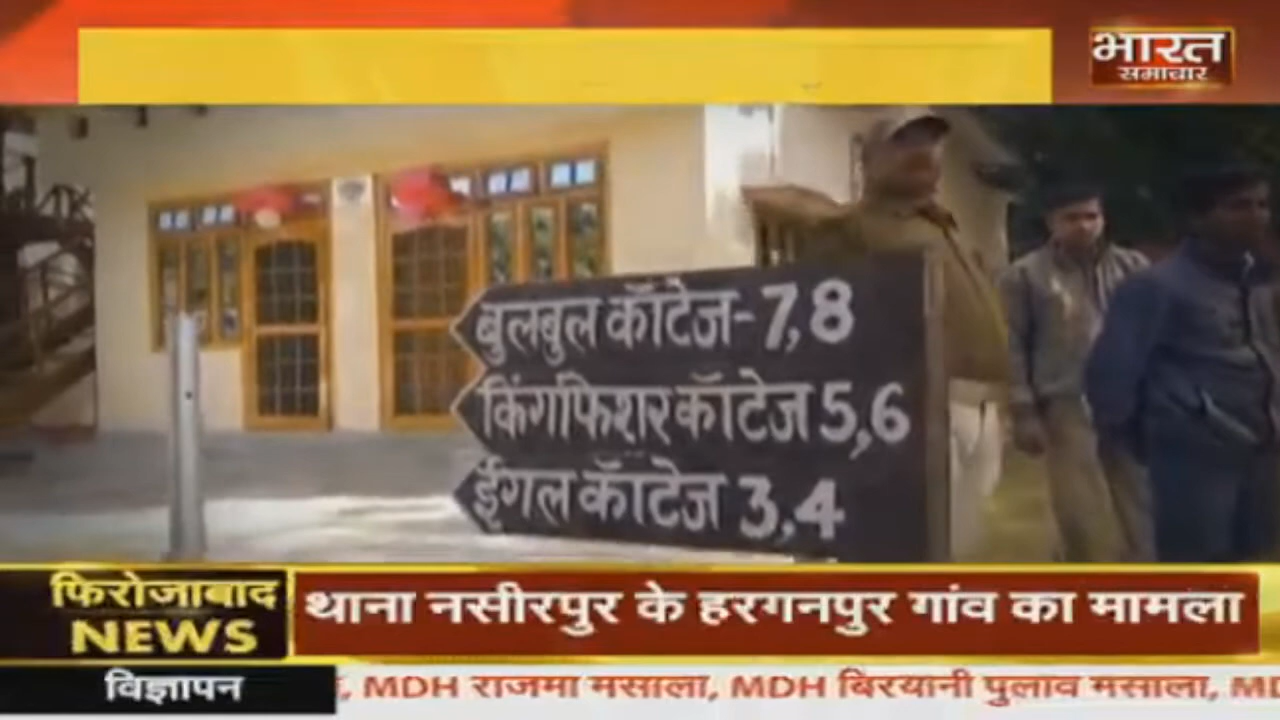 भारत
समाचार
बुलबुल कॉटेज-7,8
किंगफिशर कॉटेज 5,6
ईगल कॉटेज 3,4
फिरोजाबाद
NEWS
थाना नसीरपुर के हरगनपुर गांव का मामला
विज्ञापन
, MDH राजमा मसाला, MDH बिरयानी पुलाव मसाला,